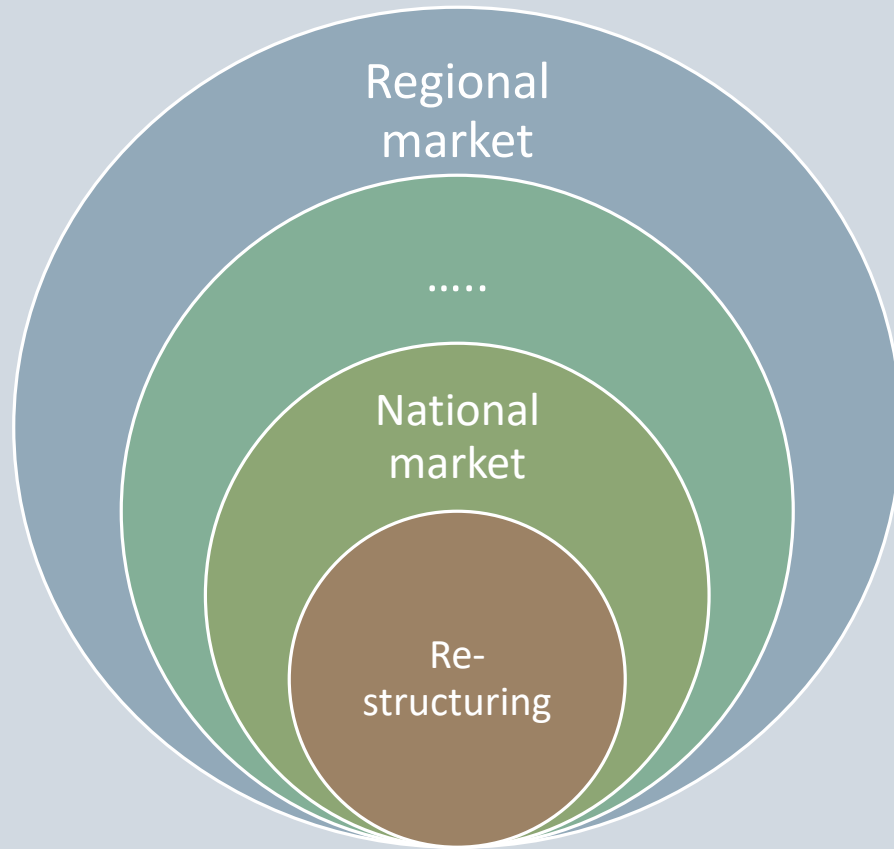 Regional
market
.....
National
market
Re-
structuring